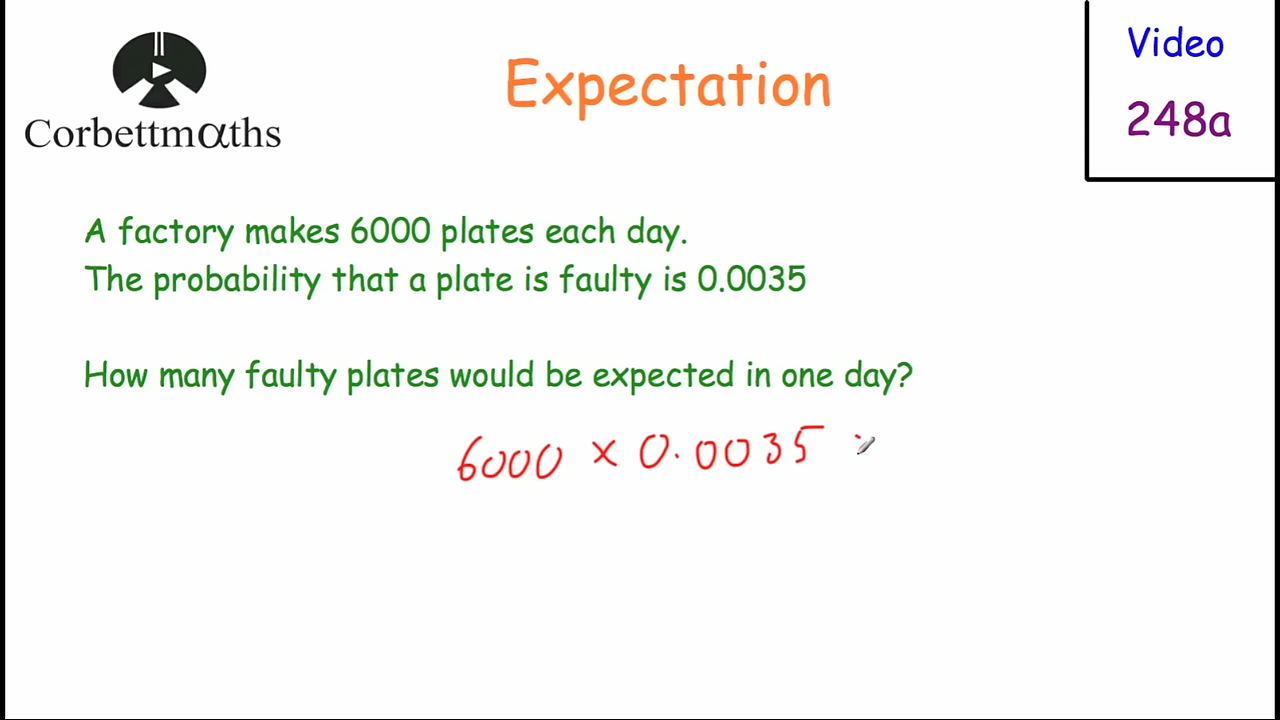 Corbettmαths
Expectation
Video
248a
A factory makes 6000 plates each day.
The probability that a plate is faulty is 0.0035
How many faulty plates would be expected in one day?
6000 × 0.0035